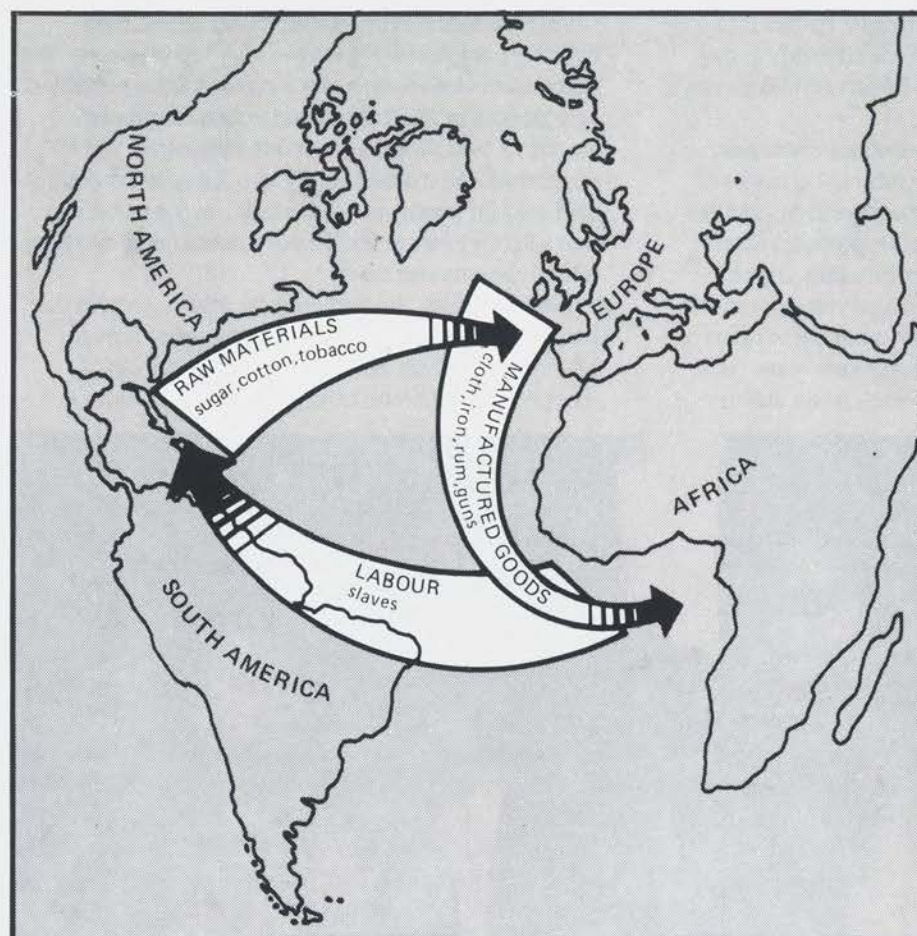 NORTH AMERICA
EUROPE
RAW MATERIALS
sugar, cotton, tobacco
MANUFACTURED GOODS
cloth, iron, rum, guns
AFRICA
LABOUR
slaves
SOUTH AMERICA